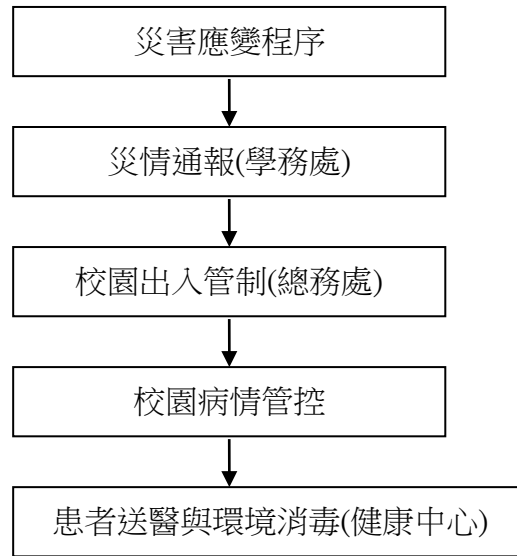 災害應變程序
災情通報(學務處)
校園出入管制(總務處)
校園病情管控
患者送醫與環境消毒(健康中心)